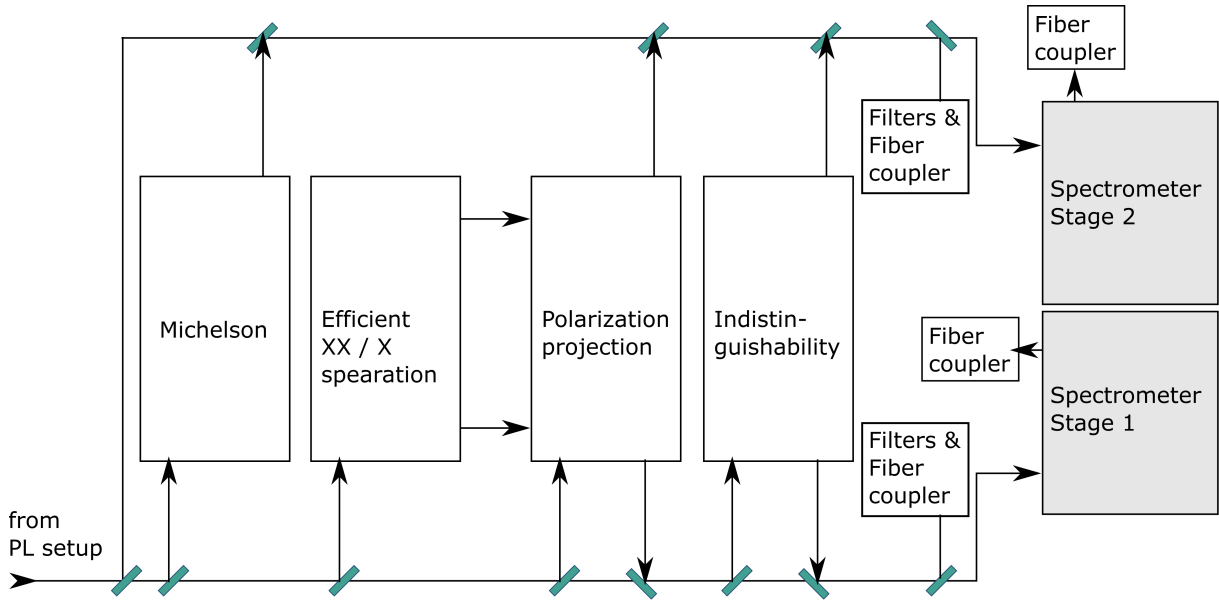 Fiber
coupler
Filters &
Fiber
coupler
Spectrometer
Stage 2
Michelson
Efficient
XX / X
spearation
Polarization
projection
Indistin-
guishability
Fiber
coupler
Spectrometer
Stage 1
Filters &
Fiber
coupler
from
PL setup